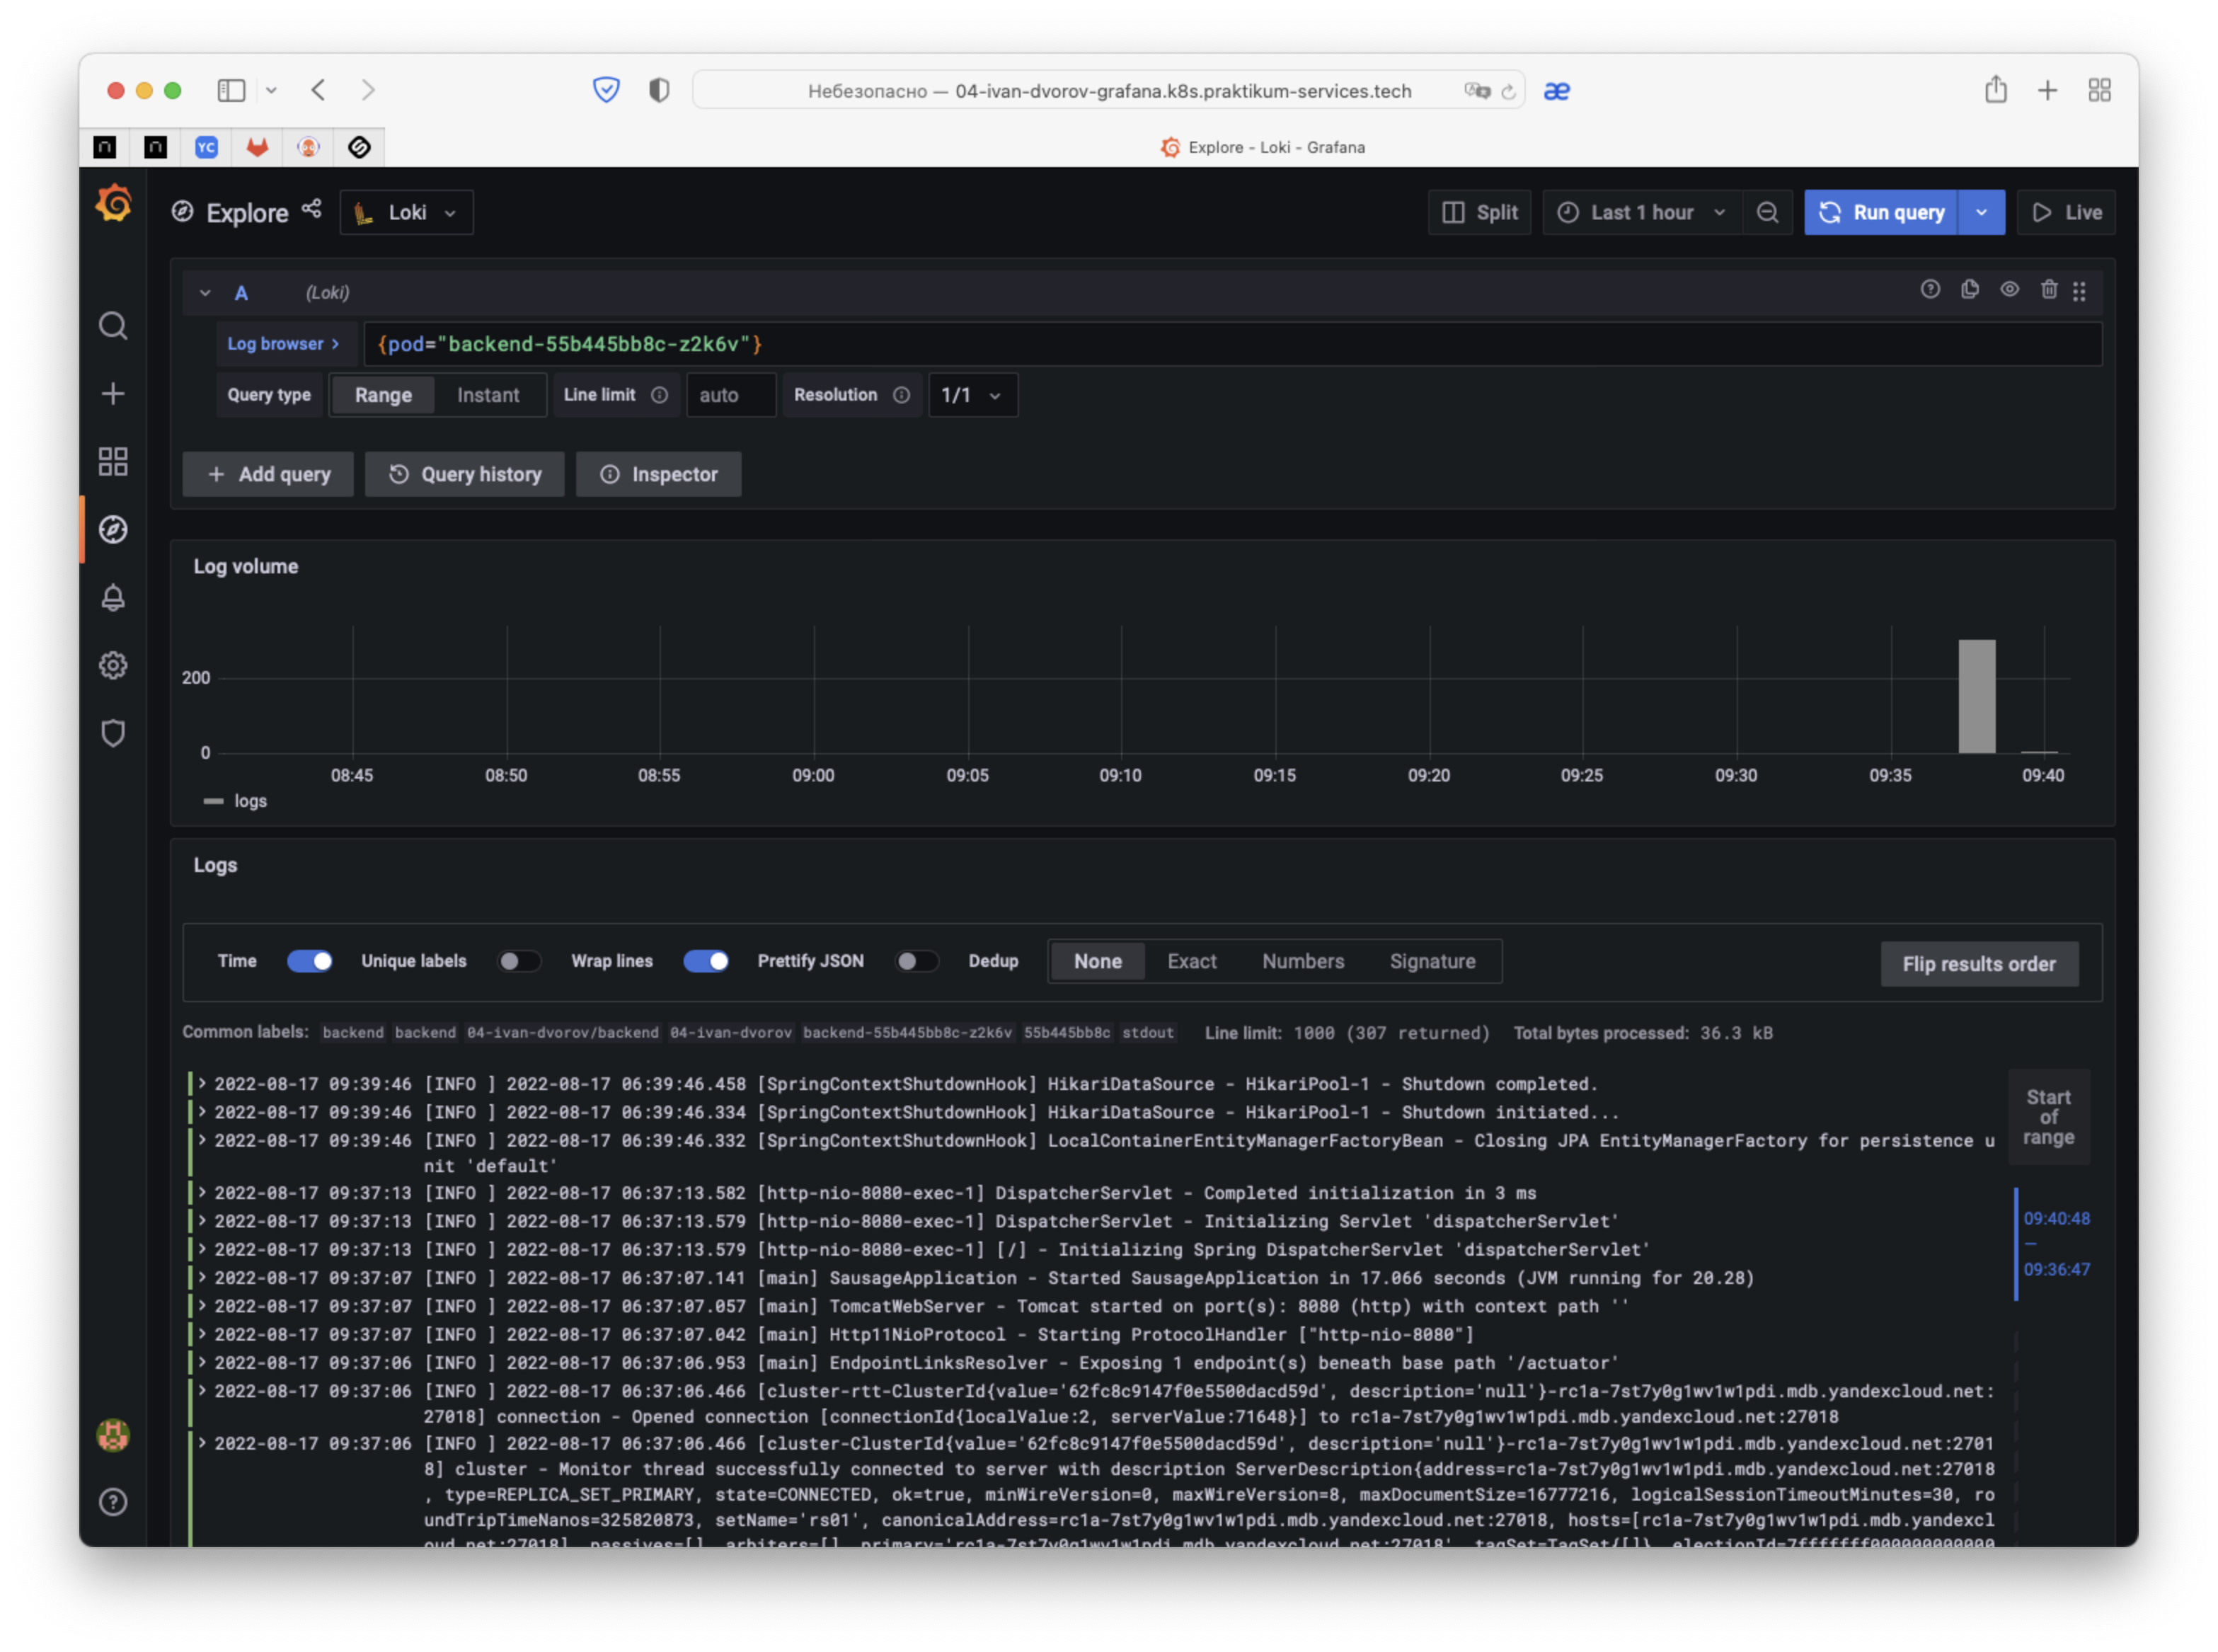 Небезопасно — 04-ivan-dvorov-grafana.k8s.praktikum-services.tech
YC
Explore - Loki - Grafana
Explore
Loki
Split
Last 1 hour
Run query
Live
A
(Loki)
Log browser >
{pod="backend-55b445bb8c-z2k6v"}
Query type
Range
Instant
Line limit
auto
Resolution
1/1
+ Add query
Query history
Inspector
Log volume
200
0
08:45
08:50
08:55
09:00
09:05
09:10
09:15
09:20
09:25
09:30
09:35
09:40
logs
Logs
Time
Unique labels
Wrap lines
Prettify JSON
Dedup
None
Exact
Numbers
Signature
Flip results order
Common labels: backend backend 04-ivan-dvorov/backend 04-ivan-dvorov backend-55b445bb8c-z2k6v 55b445bb8c stdout Line limit: 1000 (307 returned) Total bytes processed: 36.3 kB
> 2022-08-17 09:39:46 [INFO ] 2022-08-17 06:39:46.458 [SpringContextShutdownHook] HikariDataSource - HikariPool-1 - Shutdown completed.
> 2022-08-17 09:39:46 [INFO ] 2022-08-17 06:39:46.334 [SpringContextShutdownHook] HikariDataSource - HikariPool-1 - Shutdown initiated...
> 2022-08-17 09:39:46 [INFO ] 2022-08-17 06:39:46.332 [SpringContextShutdownHook] LocalContainerEntityManagerFactoryBean - Closing JPA EntityManagerFactory for persistence u
nit 'default'
> 2022-08-17 09:37:13 [INFO ] 2022-08-17 06:37:13.582 [http-nio-8080-exec-1] DispatcherServlet - Completed initialization in 3 ms
> 2022-08-17 09:37:13 [INFO ] 2022-08-17 06:37:13.579 [http-nio-8080-exec-1] DispatcherServlet - Initializing Servlet 'dispatcherServlet'
> 2022-08-17 09:37:13 [INFO ] 2022-08-17 06:37:13.579 [http-nio-8080-exec-1] [/] - Initializing Spring DispatcherServlet 'dispatcherServlet'
> 2022-08-17 09:37:07 [INFO ] 2022-08-17 06:37:07.141 [main] SausageApplication - Started SausageApplication in 17.066 seconds (JVM running for 20.28)
> 2022-08-17 09:37:07 [INFO ] 2022-08-17 06:37:07.057 [main] TomcatWebServer - Tomcat started on port(s): 8080 (http) with context path ''
> 2022-08-17 09:37:07 [INFO ] 2022-08-17 06:37:07.042 [main] Http11NioProtocol - Starting ProtocolHandler ["http-nio-8080"]
> 2022-08-17 09:37:06 [INFO ] 2022-08-17 06:37:06.953 [main] EndpointLinksResolver - Exposing 1 endpoint(s) beneath base path '/actuator'
> 2022-08-17 09:37:06 [INFO ] 2022-08-17 06:37:06.466 [cluster-rtt-ClusterId{value='62fc8c9147f0e5500dacd59d', description='null'}-rc1a-7st7y0g1wv1w1pdi.mdb.yandexcloud.net:
27018] connection - Opened connection [connectionId{localValue:2, serverValue:71648}] to rc1a-7st7y0g1wv1w1pdi.mdb.yandexcloud.net:27018
> 2022-08-17 09:37:06 [INFO ] 2022-08-17 06:37:06.466 [cluster-ClusterId{value='62fc8c9147f0e5500dacd59d', description='null'}-rc1a-7st7y0g1wv1w1pdi.mdb.yandexcloud.net:2701
8] cluster - Monitor thread successfully connected to server with description ServerDescription{address=rc1a-7st7y0g1wv1w1pdi.mdb.yandexcloud.net:27018
, type=REPLICA_SET_PRIMARY, state=CONNECTED, ok=true, minWireVersion=0, maxWireVersion=8, maxDocumentSize=16777216, logicalSessionTimeoutMinutes=30, ro
undTripTimeNanos=325820873, setName='rs01', canonicalAddress=rc1a-7st7y0g1wv1w1pdi.mdb.yandexcloud.net:27018, hosts=[rc1a-7st7y0g1wv1w1pdi.mdb.yandexcl
oud.net:27018], passives=[], arbiters=[], primary='rc1a-7st7y0g1wv1w1pdi.mdb.yandexcloud.net:27018', tagSet=TagSet{[]}, electionId=7fffffff000000000000
Start
of
range
09:40:48
—
09:36:47